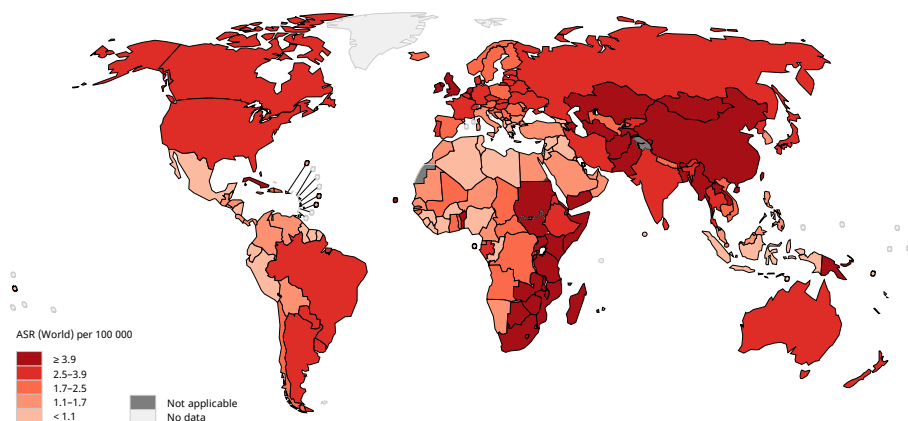 ASR (World) per 100 000
≥ 3.9
2.5–3.9
1.7–2.5
1.1–1.7
< 1.1
Not applicable
No data